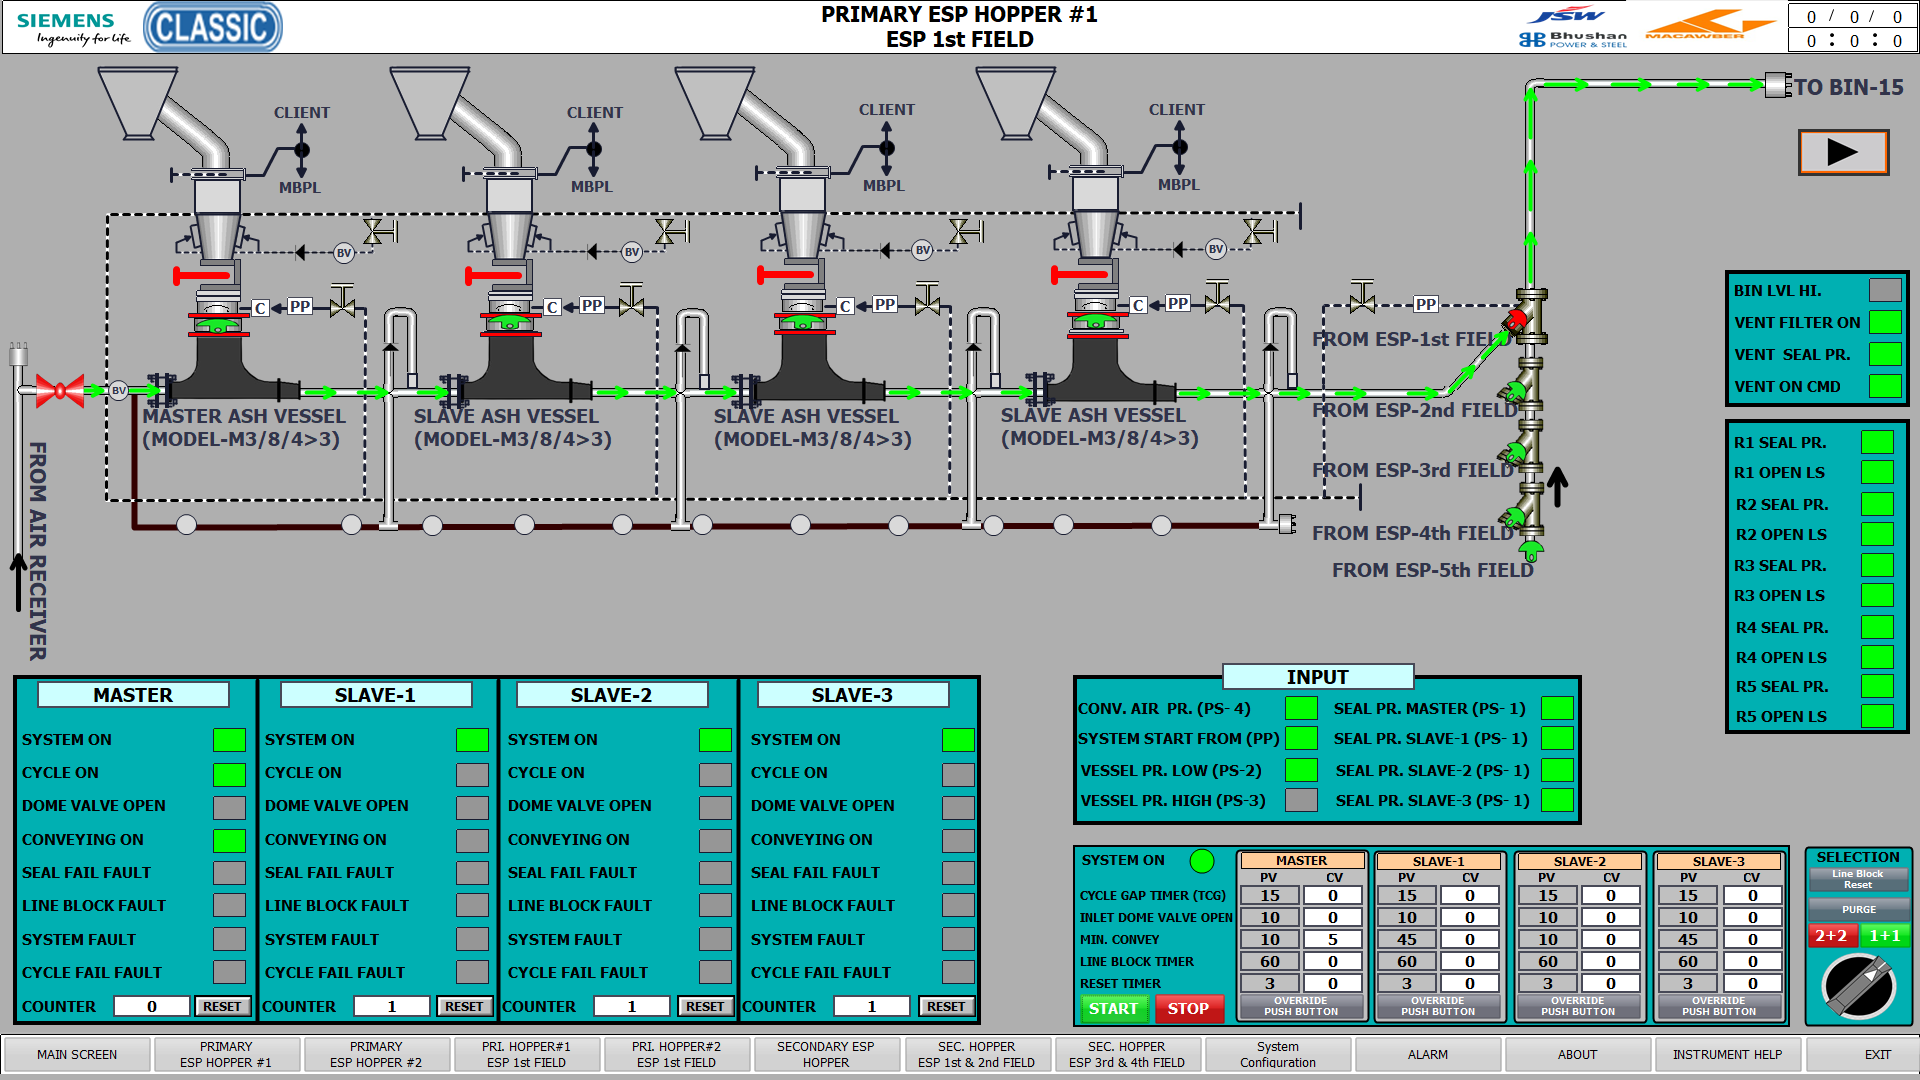 SIEMENS
Ingenuity for life
CLASSIC
PRIMARY ESP HOPPER #1
ESP 1st FIELD
JSW
Bhushan
POWER & STEEL
MACAWBER
0 / 0 / 0
0 : 0 : 0
CLIENT
MBPL
CLIENT
MBPL
CLIENT
MBPL
CLIENT
MBPL
TO BIN-15
BV
BV
BV
BV
C
PP
C
PP
C
PP
C
PP
PP
BV
MASTER ASH VESSEL
(MODEL-M3/8/4>3)
SLAVE ASH VESSEL
(MODEL-M3/8/4>3)
SLAVE ASH VESSEL
(MODEL-M3/8/4>3)
SLAVE ASH VESSEL
(MODEL-M3/8/4>3)
FROM AIR RECEIVER
FROM ESP-1st FIELD
FROM ESP-2nd FIELD
FROM ESP-3rd FIELD
FROM ESP-4th FIELD
FROM ESP-5th FIELD
BIN LVL HI.
VENT FILTER ON
VENT SEAL PR.
VENT ON CMD
R1 SEAL PR.
R1 OPEN LS
R2 SEAL PR.
R2 OPEN LS
R3 SEAL PR.
R3 OPEN LS
R4 SEAL PR.
R4 OPEN LS
R5 SEAL PR.
R5 OPEN LS
MASTER
SYSTEM ON
CYCLE ON
DOME VALVE OPEN
CONVEYING ON
SEAL FAIL FAULT
LINE BLOCK FAULT
SYSTEM FAULT
CYCLE FAIL FAULT
COUNTER 0 RESET
SLAVE-1
SYSTEM ON
CYCLE ON
DOME VALVE OPEN
CONVEYING ON
SEAL FAIL FAULT
LINE BLOCK FAULT
SYSTEM FAULT
CYCLE FAIL FAULT
COUNTER 1 RESET
SLAVE-2
SYSTEM ON
CYCLE ON
DOME VALVE OPEN
CONVEYING ON
SEAL FAIL FAULT
LINE BLOCK FAULT
SYSTEM FAULT
CYCLE FAIL FAULT
COUNTER 1 RESET
SLAVE-3
SYSTEM ON
CYCLE ON
DOME VALVE OPEN
CONVEYING ON
SEAL FAIL FAULT
LINE BLOCK FAULT
SYSTEM FAULT
CYCLE FAIL FAULT
COUNTER 1 RESET
INPUT
CONV. AIR PR. (PS- 4) SEAL PR. MASTER (PS- 1)
SYSTEM START FROM (PP) SEAL PR. SLAVE-1 (PS- 1)
VESSEL PR. LOW (PS-2) SEAL PR. SLAVE-2 (PS- 1)
VESSEL PR. HIGH (PS-3) SEAL PR. SLAVE-3 (PS- 1)
SYSTEM ON MASTER SLAVE-1 SLAVE-2 SLAVE-3
PV CV PV CV PV CV PV CV
CYCLE GAP TIMER (TCG) 15 0 15 0 15 0 15 0
INLET DOME VALVE OPEN 10 0 10 0 10 0 10 0
MIN. CONVEY 10 5 45 0 10 0 45 0
LINE BLOCK TIMER 60 0 60 0 60 0 60 0
RESET TIMER 3 0 3 0 3 0 3 0
START STOP
OVERRIDE
PUSH BUTTON
OVERRIDE
PUSH BUTTON
OVERRIDE
PUSH BUTTON
OVERRIDE
PUSH BUTTON
SELECTION
Line Block
Reset
PURGE
2+2 1+1
MAIN SCREEN
PRIMARY
ESP HOPPER #1
PRIMARY
ESP HOPPER #2
PRI. HOPPER#1
ESP 1st FIELD
PRI. HOPPER#2
ESP 1st FIELD
SECONDARY ESP
HOPPER
SEC. HOPPER
ESP 1st & 2nd FIELD
SEC. HOPPER
ESP 3rd & 4th FIELD
System
Configuration
ALARM
ABOUT
INSTRUMENT HELP
EXIT